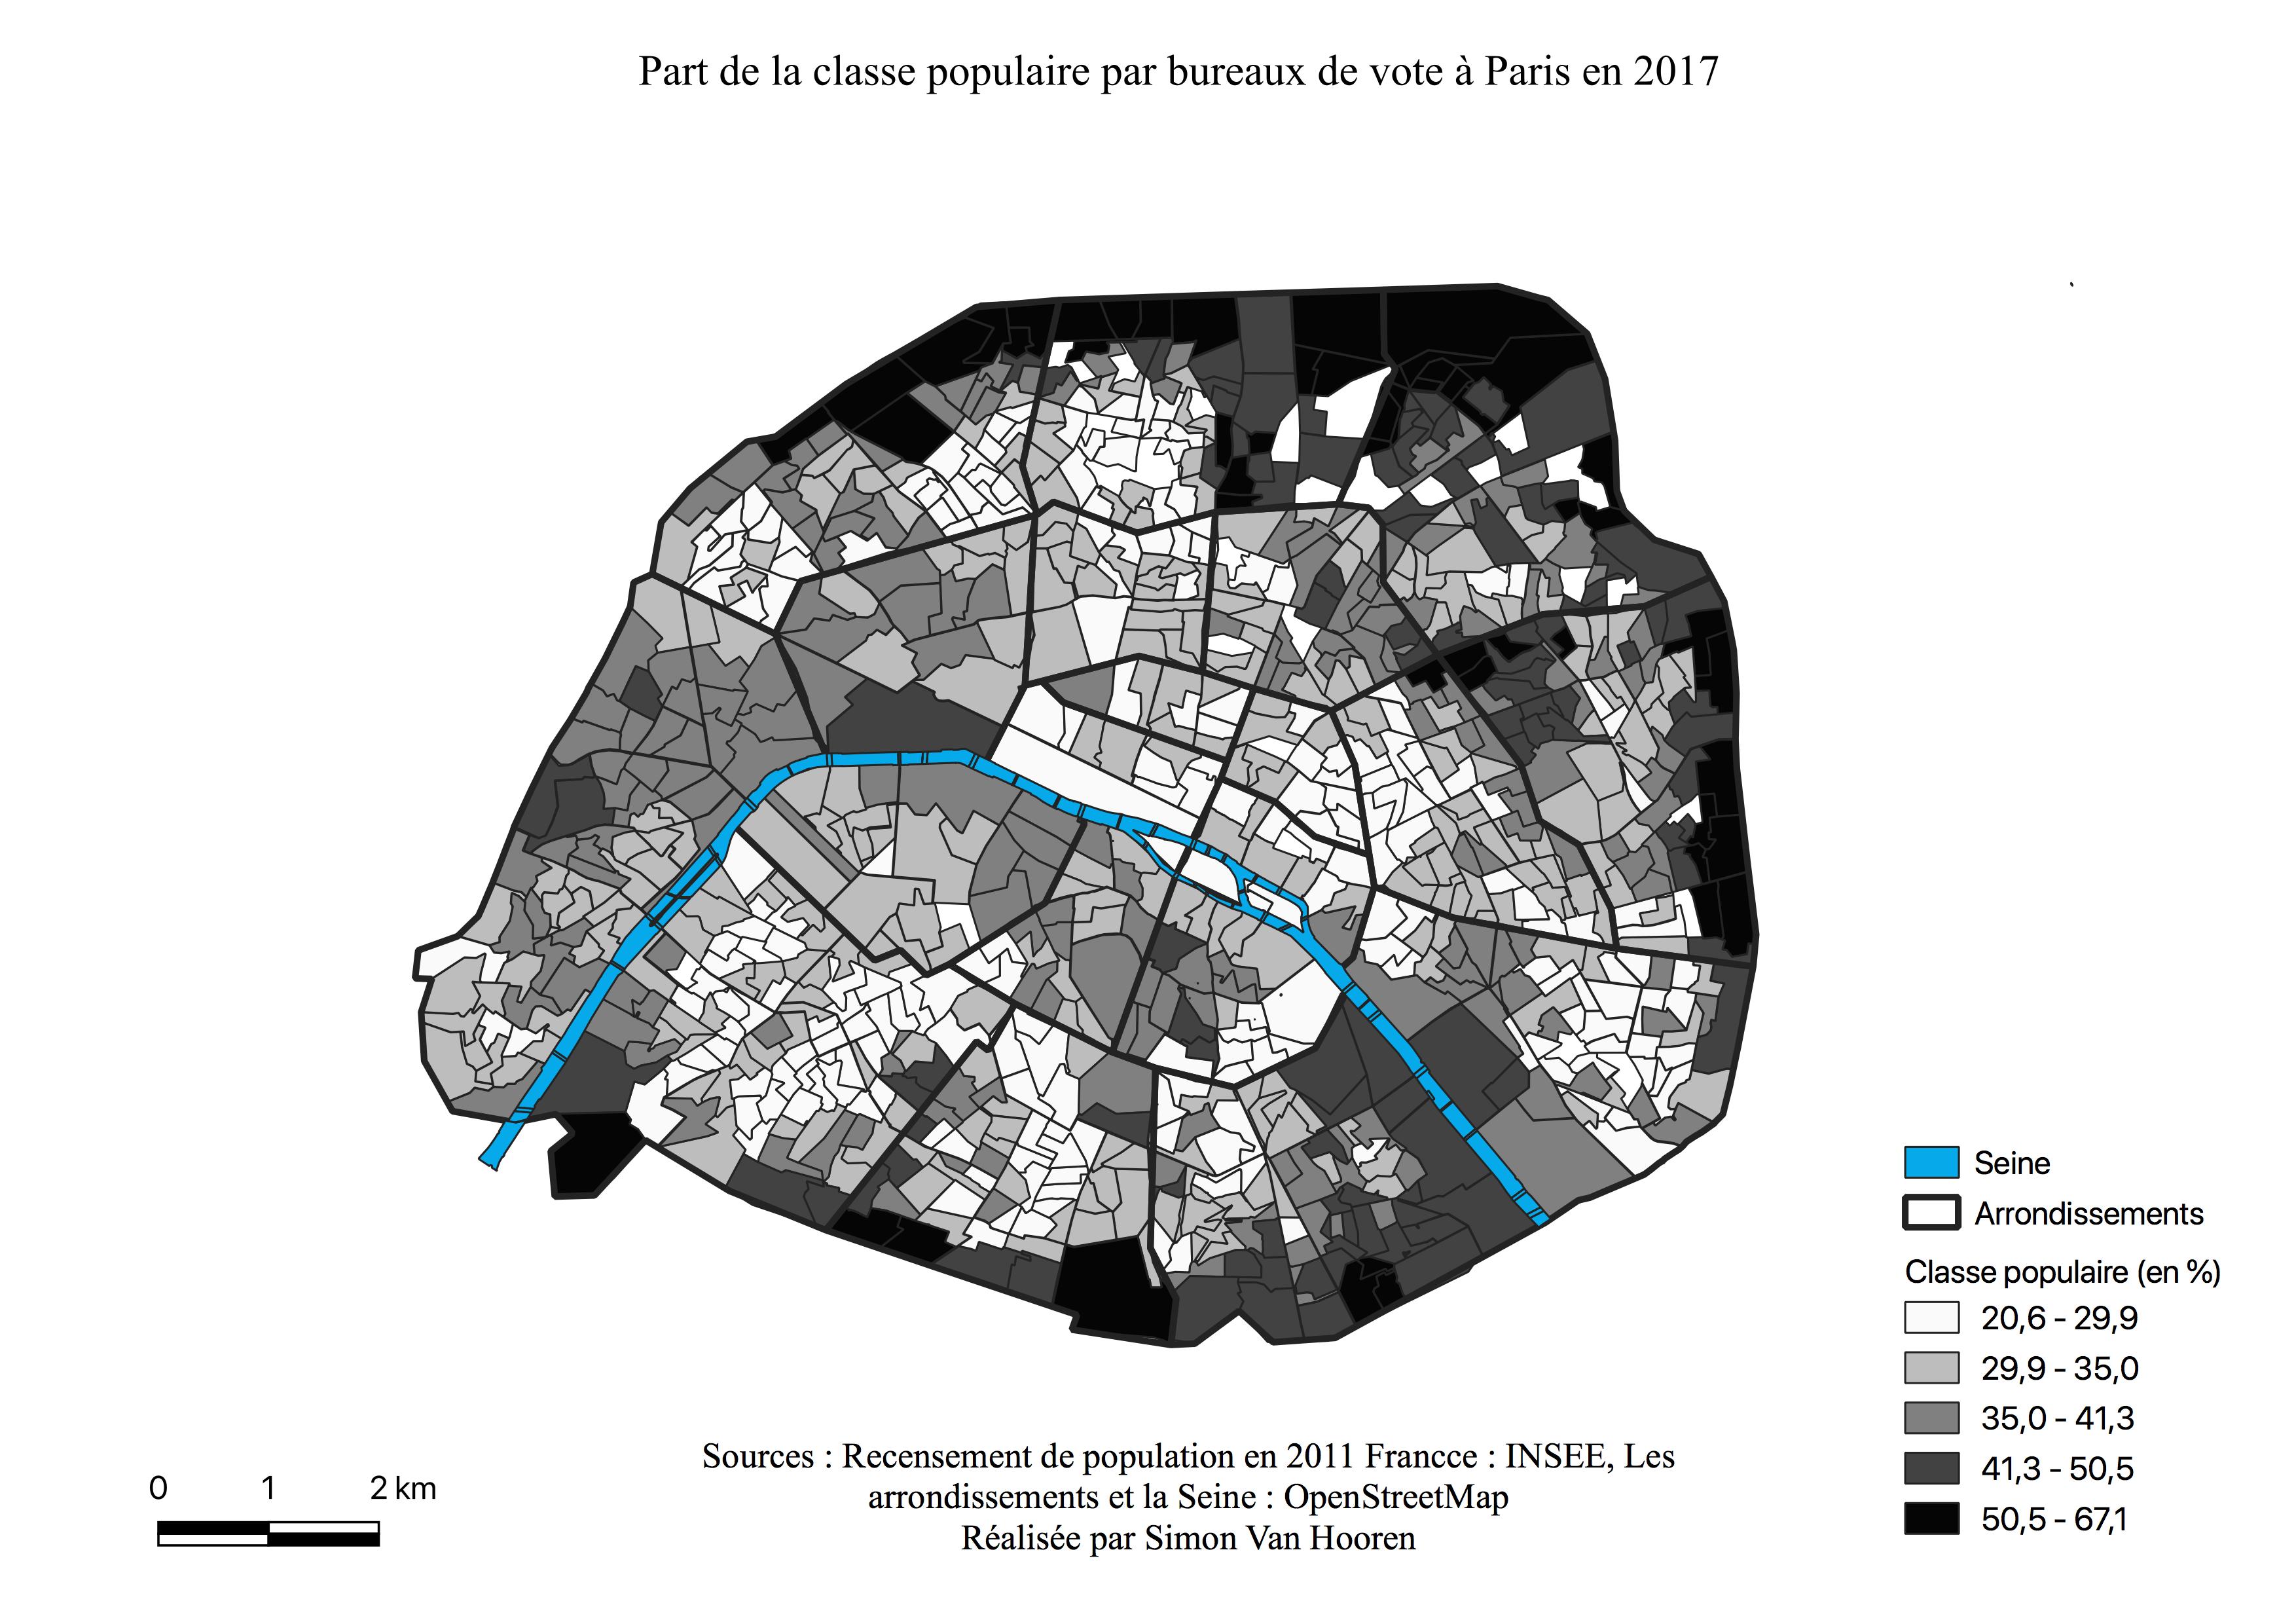 Part de la classe populaire par bureaux de vote à Paris en 2017
Seine
Arrondissements
Classe populaire (en %)
20,6 - 29,9
29,9 - 35,0
35,0 - 41,3
41,3 - 50,5
50,5 - 67,1
0 1 2 km
Sources : Recensement de population en 2011 Francce : INSEE, Les
arrondissements et la Seine : OpenStreetMap
Réalisée par Simon Van Hooren